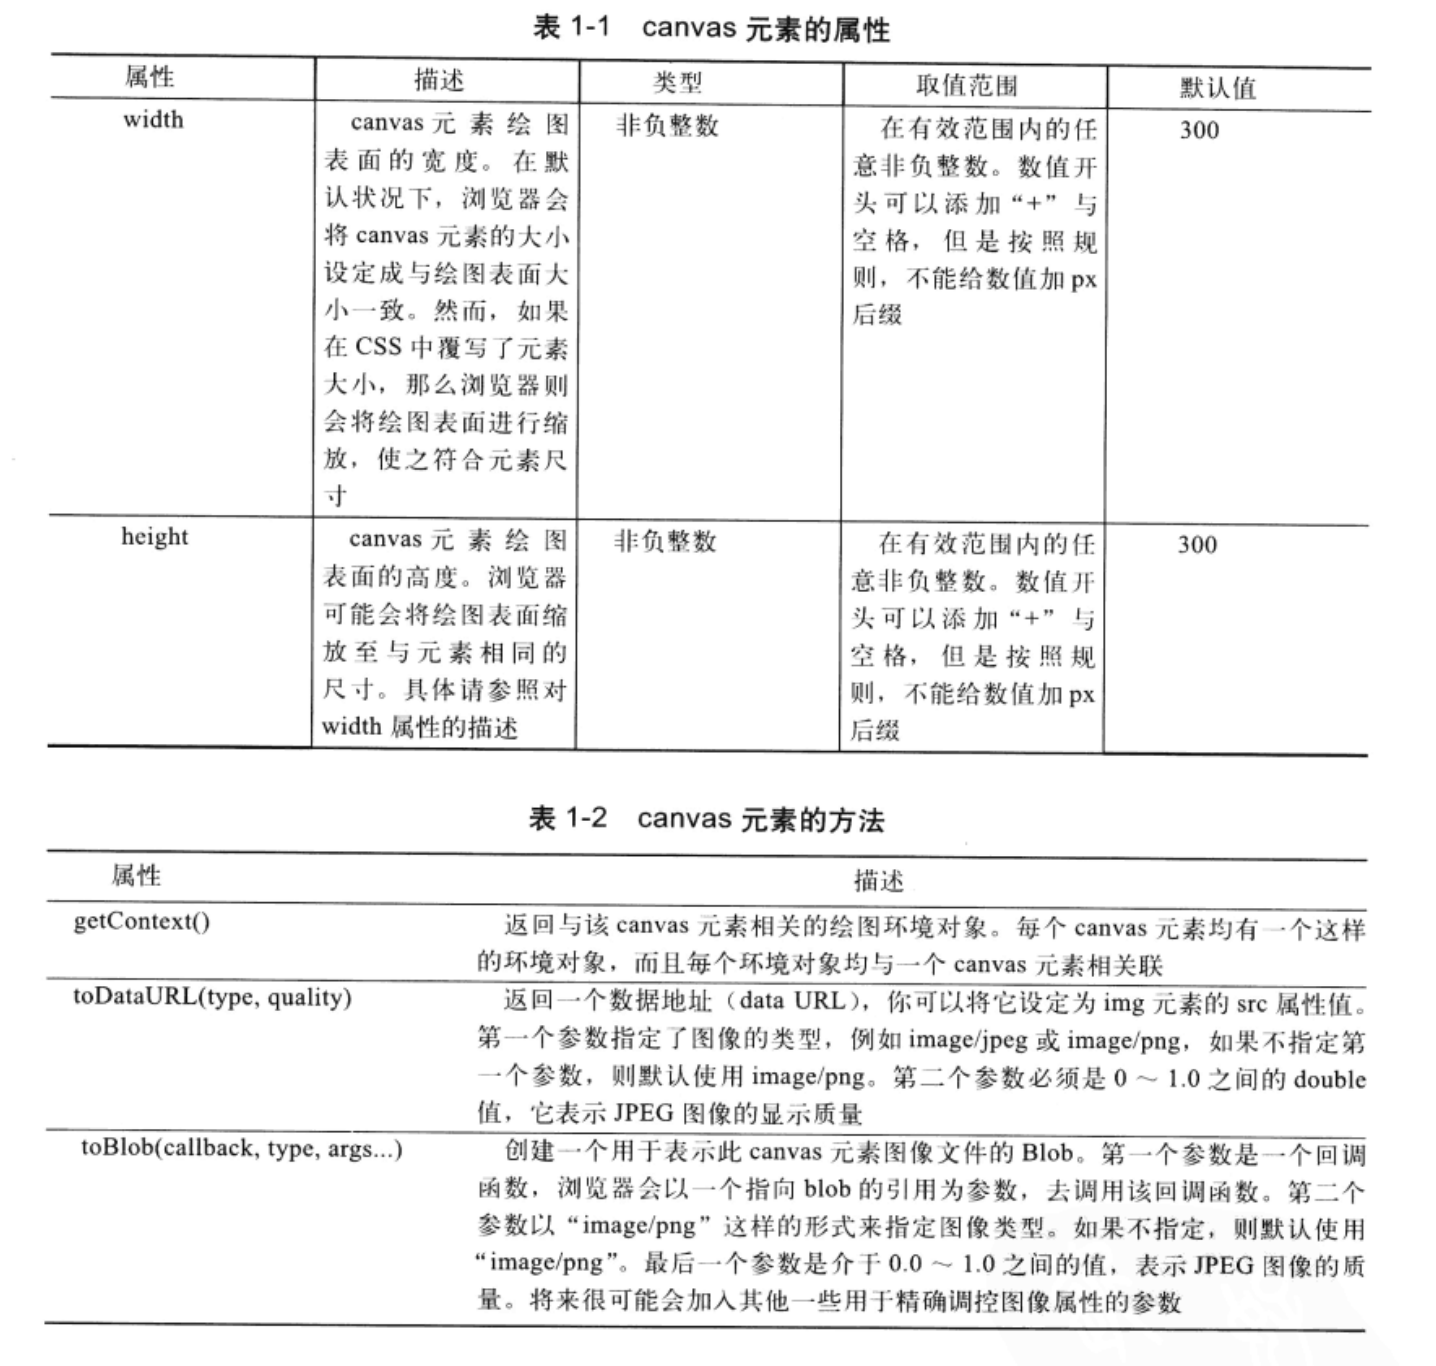 表 1-1 canvas 元素的属性
属性 描述 类型 取值范围 默认值
width
canvas 元素绘图
表面的宽度。在默
认状况下，浏览器会
将 canvas 元素的大小
设定成与绘图表面大
小一致。然而，如果
在 CSS 中覆写了元素
大小，那么浏览器则
会将绘图表面进行缩
放，使之符合元素尺
寸
非负整数
在有效范围内的任
意非负整数。数值开
头可以添加“+”与
空格，但是按照规
则，不能给数值加 px
后缀
300
height
canvas 元素绘图
表面的高度。浏览器
可能会将绘图表面缩
放至与元素相同的
尺寸。具体请参照对
width 属性的描述
非负整数
在有效范围内的任
意非负整数。数值开
头可以添加“+”与
空格，但是按照规
则，不能给数值加 px
后缀
300
表 1-2 canvas 元素的方法
属性 描述
getContext()
返回与该 canvas 元素相关的绘图环境对象。每个 canvas 元素均有一个这样
的环境对象，而且每个环境对象均与一个 canvas 元素相关联
toDataURL(type, quality)
返回一个数据地址（data URL），你可以将它设定为 img 元素的 src 属性值。
第一个参数指定了图像的类型，例如 image/jpeg 或 image/png，如果不指定第
一个参数，则默认使用 image/png。第二个参数必须是 0 ～ 1.0 之间的 double
值，它表示 JPEG 图像的显示质量
toBlob(callback, type, args...)
创建一个用于表示此 canvas 元素图像文件的 Blob。第一个参数是一个回调
函数，浏览器会以一个指向 blob 的引用为参数，去调用该回调函数。第二个
参数以“image/png”这样的形式来指定图像类型。如果不指定，则默认使用
“image/png”。最后一个参数是介于 0.0 ～ 1.0 之间的值，表示 JPEG 图像的质
量。将来很可能会加入其他一些用于精确调控图像属性的参数